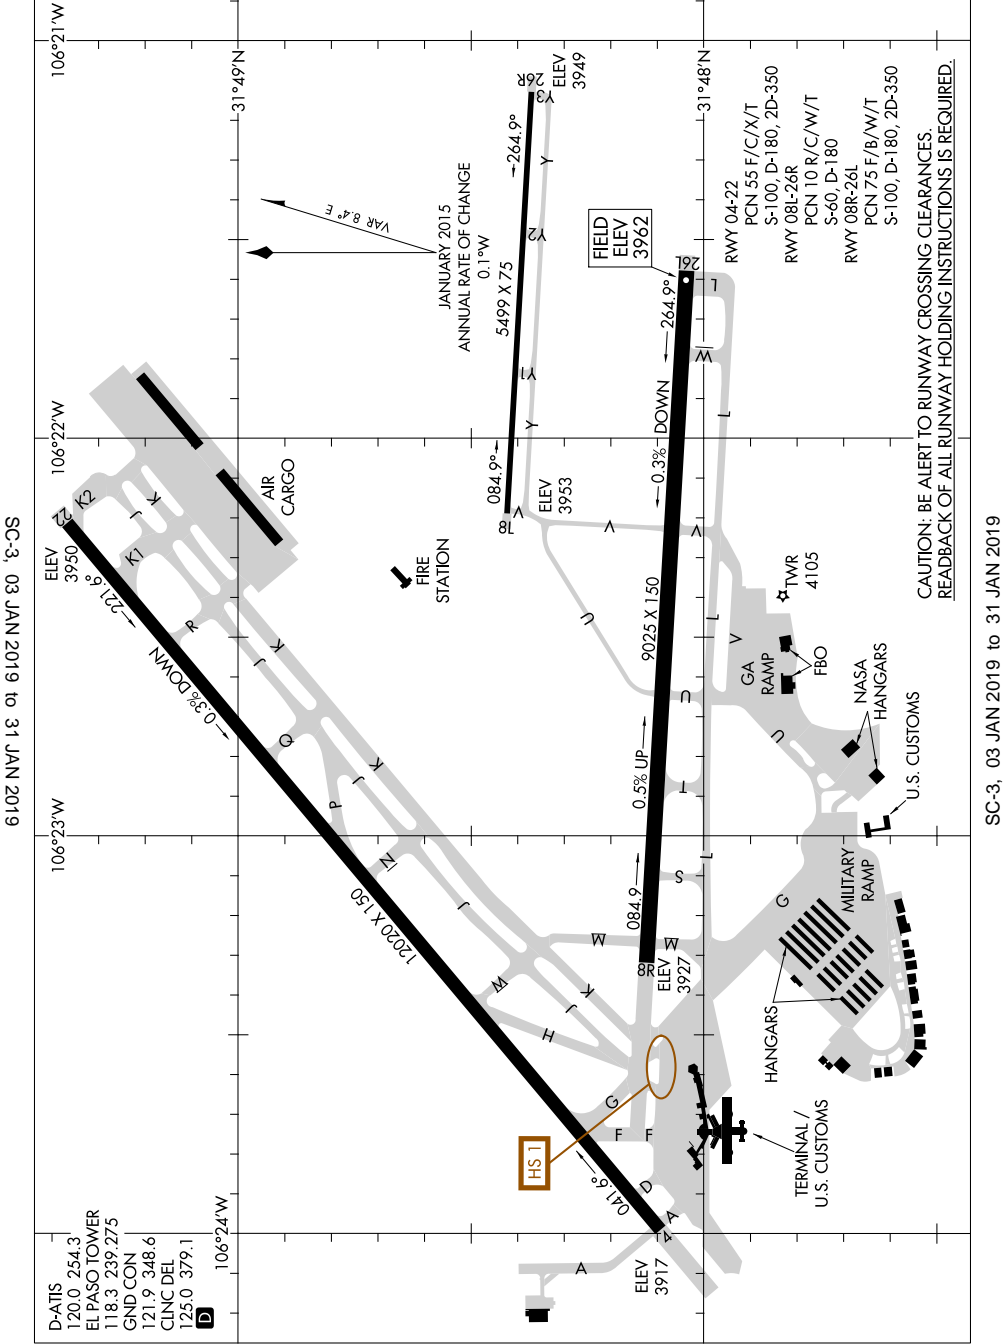 D-ATIS
120.0 254.3
EL PASO TOWER
118.3 239.275
GND CON
121.9 348.6
CLNC DEL
125.0 379.1
D
106°24'W
106°23'W
106°22'W
106°21'W
31°49'N
31°48'N
JANUARY 2015
ANNUAL RATE OF CHANGE
0.1°W
VAR 8.4° E
22
ELEV
3950
221.6°
0.3% DOWN
12020 X 150
041.6°
4
ELEV
3917
K2
K1
K
J
R
K
J
Q
P
K
J
N
J
W
K
J
H
G
F
F
D
A
A
M
M
HS 1
AIR
CARGO
FIRE
STATION
8L
ELEV
3953
084.9°
5499 X 75
264.9°
26R
ELEV
3949
Y3
Y
Y2
Y1
Y
V
V
V
V
U
U
U
T
S
L
L
L
L
W
8R
ELEV
3927
084.9
0.5% UP
9025 X 150
0.3% DOWN
264.9°
26L
FIELD
ELEV
3962
TWR
4105
GA
RAMP
FBO
NASA
HANGARS
U.S. CUSTOMS
MILITARY
RAMP
G
HANGARS
TERMINAL /
U.S. CUSTOMS
RWY 04-22
PCN 55 F/C/X/T
S-100, D-180, 2D-350
RWY 08L-26R
PCN 10 R/C/W/T
S-60, D-180
RWY 08R-26L
PCN 75 F/B/W/T
S-100, D-180, 2D-350
CAUTION: BE ALERT TO RUNWAY CROSSING CLEARANCES.
READBACK OF ALL RUNWAY HOLDING INSTRUCTIONS IS REQUIRED.
SC-3, 03 JAN 2019 to 31 JAN 2019
SC-3, 03 JAN 2019 to 31 JAN 2019